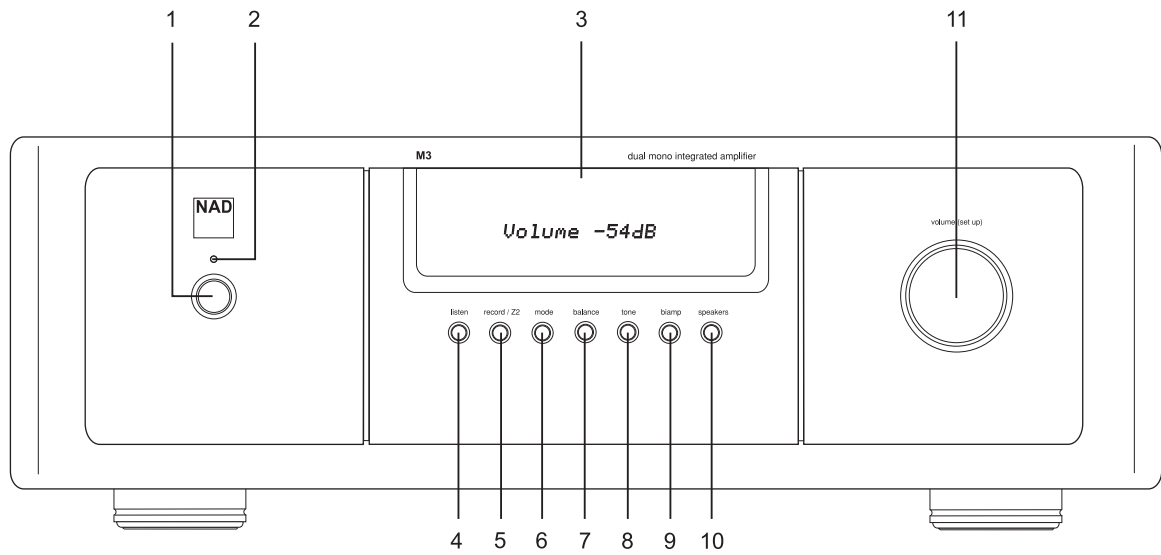 1 2 3 11
M3 dual mono integrated amplifier
NAD
Volume -54dB
volume (set up)
listen record / Z2 mode balance tone biamp speakers
4 5 6 7 8 9 10